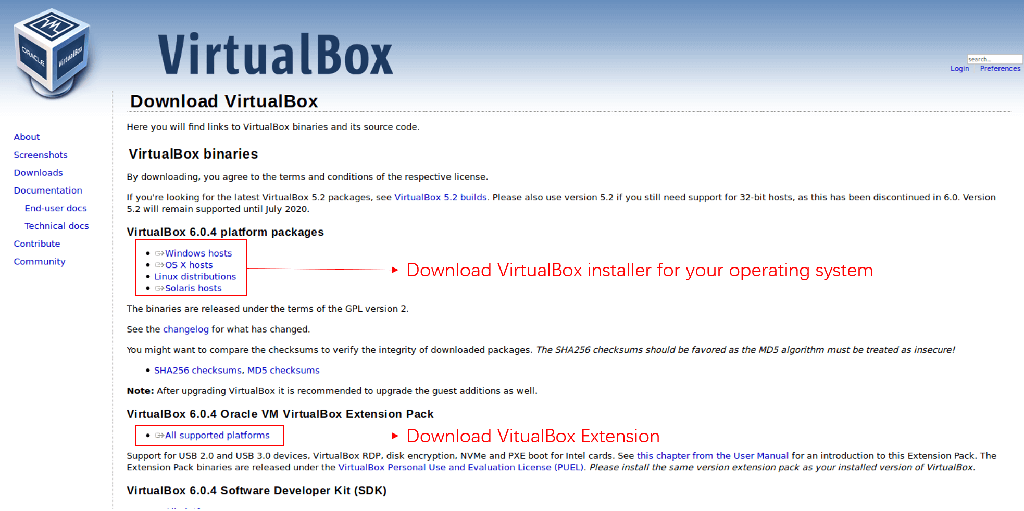 ORACLE
VirtualBox
VirtualBox
search...
Login
Preferences
Download VirtualBox
Here you will find links to VirtualBox binaries and its source code.
About
Screenshots
Downloads
Documentation
End-user docs
Technical docs
Contribute
Community
VirtualBox binaries
By downloading, you agree to the terms and conditions of the respective license.
If you're looking for the latest VirtualBox 5.2 packages, see VirtualBox 5.2 builds. Please also use version 5.2 if you still need support for 32-bit hosts, as this has been discontinued in 6.0. Version
5.2 will remain supported until July 2020.
VirtualBox 6.0.4 platform packages
Windows hosts
OS X hosts
Linux distributions
Solaris hosts
Download VirtualBox installer for your operating system
The binaries are released under the terms of the GPL version 2.
See the changelog for what has changed.
You might want to compare the checksums to verify the integrity of downloaded packages. The SHA256 checksums should be favored as the MD5 algorithm must be treated as insecure!
SHA256 checksums, MD5 checksums
Note: After upgrading VirtualBox it is recommended to upgrade the guest additions as well.
VirtualBox 6.0.4 Oracle VM VirtualBox Extension Pack
All supported platforms
Download VitualBox Extension
Support for USB 2.0 and USB 3.0 devices, VirtualBox RDP, disk encryption, NVMe and PXE boot for Intel cards. See this chapter from the User Manual for an introduction to this Extension Pack. The
Extension Pack binaries are released under the VirtualBox Personal Use and Evaluation License (PUEL). Please install the same version extension pack as your installed version of VirtualBox.
VirtualBox 6.0.4 Software Developer Kit (SDK)